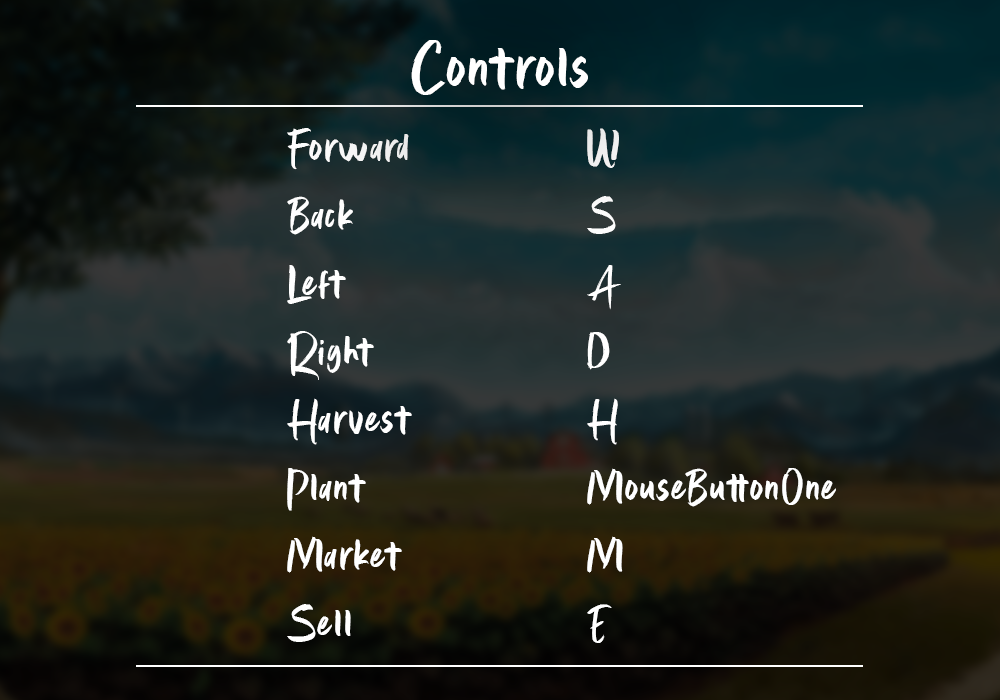 Controls
Forward W
Back S
Left A
Right D
Harvest H
Plant MouseButtonOne
Market M
Sell E